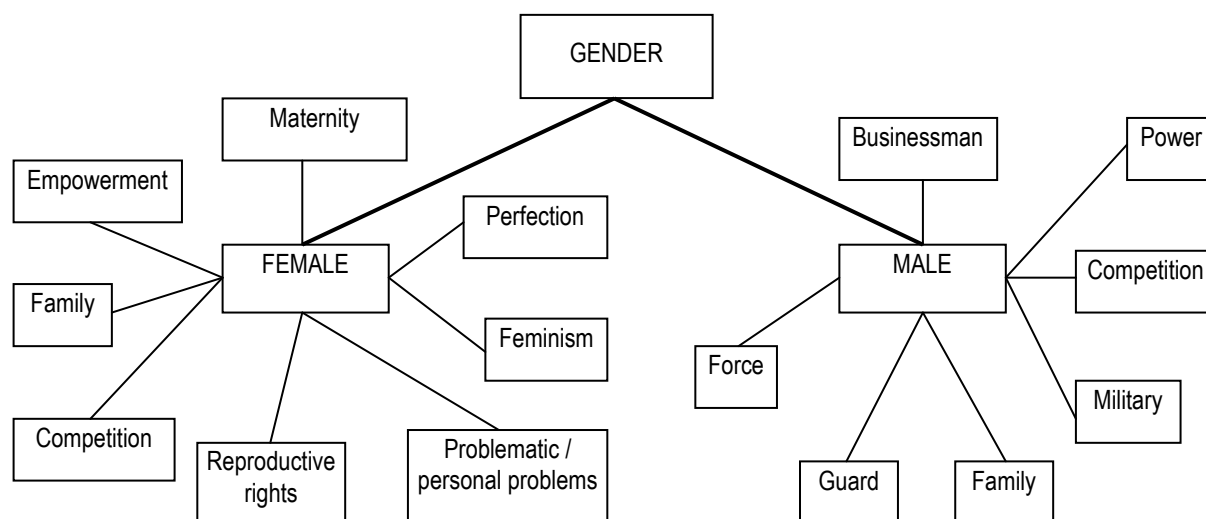 GENDER
Maternity
Businessman
Power
Empowerment
Perfection
FEMALE
MALE
Competition
Family
Feminism
Force
Military
Competition
Reproductive
rights
Problematic /
personal problems
Guard
Family